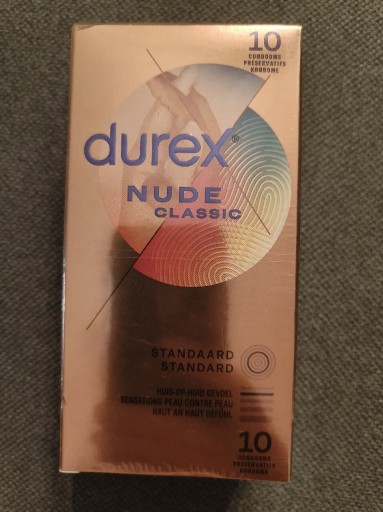 10
CONDOOMS
PRESERVATIFS
KONDOME
durex®
NUDE
CLASSIC
STANDAARD
STANDARD
HUID-OP-HUID GEVOEL
SENSATIONS PEAU CONTRE PEAU
HAUT AN HAUT GEFÜHL
10
CONDOOMS
PRESERVATIFS
KONDOME